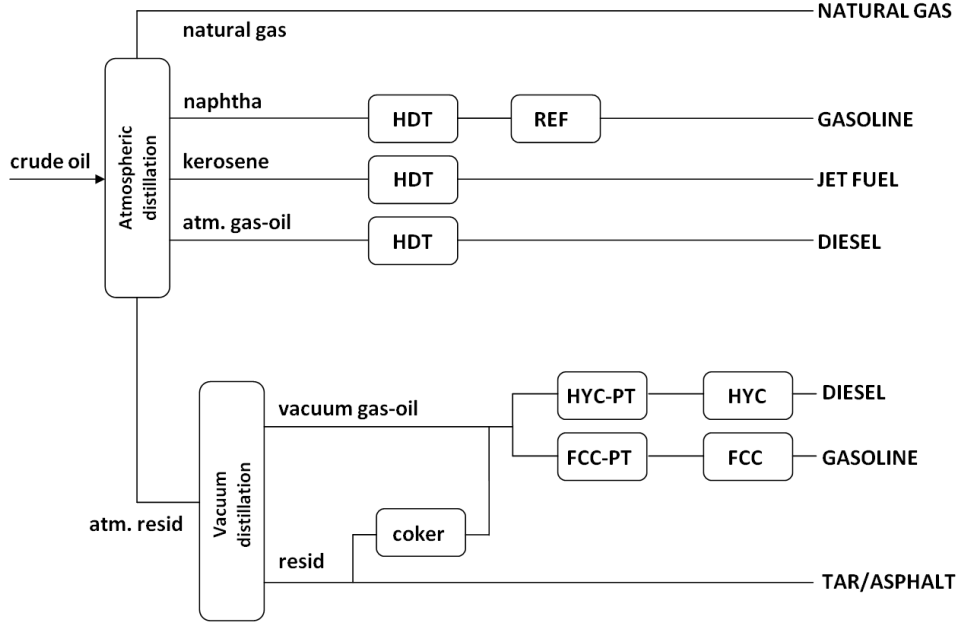 NATURAL GAS
natural gas
naphtha
HDT
REF
GASOLINE
crude oil
Atmospheric
distillation
kerosene
HDT
JET FUEL
atm. gas-oil
HDT
DIESEL
vacuum gas-oil
HYC-PT
HYC
DIESEL
FCC-PT
FCC
GASOLINE
Vacuum
distillation
atm. resid
coker
resid
TAR/ASPHALT